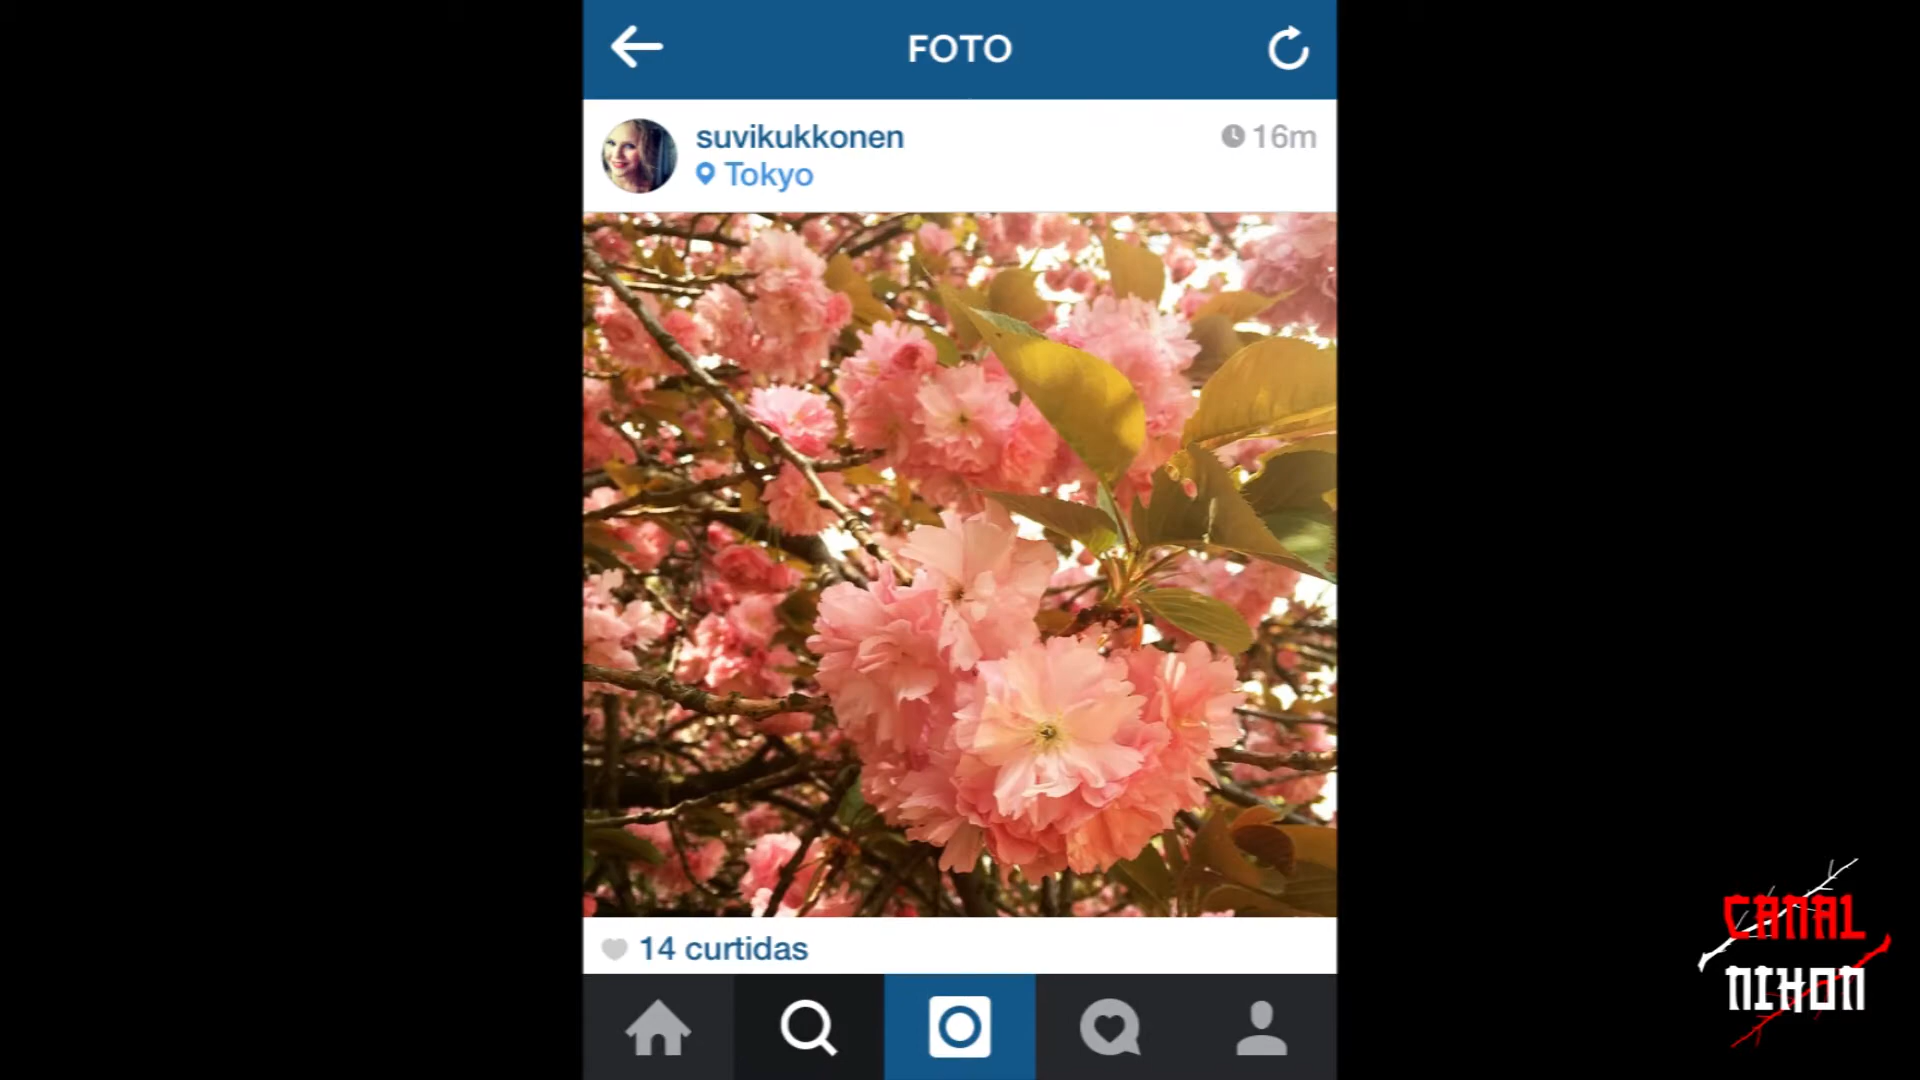 FOTO
suvikukkonen
16m
Tokyo
14 curtidas
CANAL
NIHON